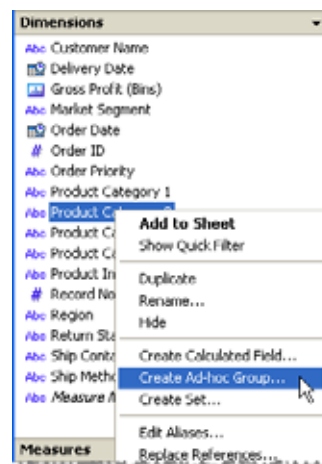 Dimensions
Abc Customer Name
Delivery Date
Gross Profit (Bins)
Abc Market Segment
Order Date
# Order ID
Abc Order Priority
Abc Product Category 1
Abc Product
Abc Product
Abc Product
Abc Product
# Record
Abc Region
Abc Return
Abc Ship
Abc Ship
Abc
Measures
Add to Sheet
Show Quick Filter
Duplicate
Rename...
Hide
Create Calculated Field...
Create Ad-hoc Group...
Create Set...
Edit Aliases...
Replace References...